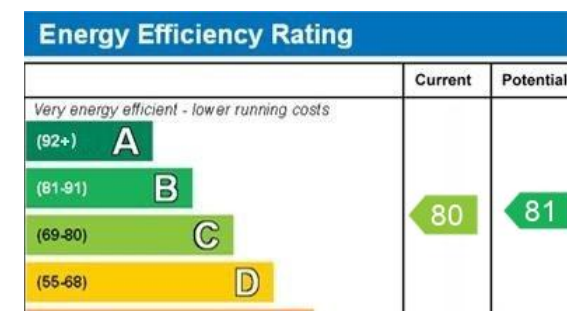 Energy Efficiency Rating
Current Potential
Very energy efficient - lower running costs
(92+) A
(81-91) B
(69-80) C
80 81
(55-68) D